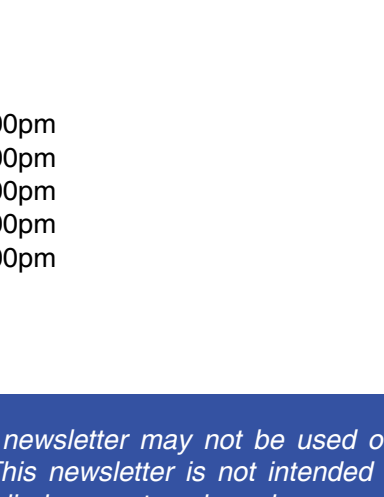 00pm
00pm
00pm
00pm
00pm
newsletter may not be used o
This newsletter is not intended